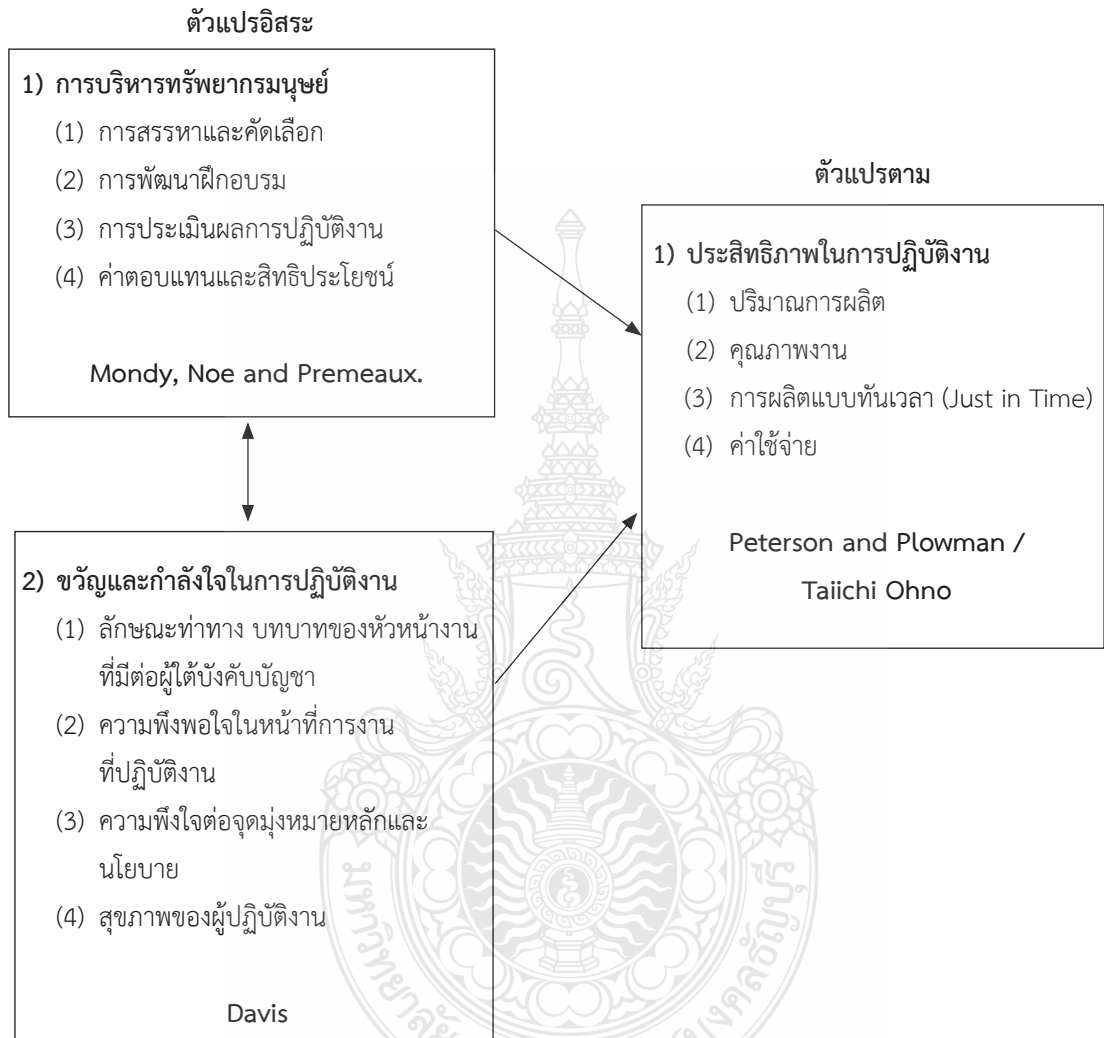 ตัวแปรอิสระ
1) การบริหารทรัพยากรมนุษย์
(1) การสรรหาและคัดเลือก
(2) การพัฒนาฝึกอบรม
(3) การประเมินผลการปฏิบัติงาน
(4) ค่าตอบแทนและสิทธิประโยชน์
Mondy, Noe and Premeaux.
2) ขวัญและกำลังใจในการปฏิบัติงาน
(1) ลักษณะท่าทาง บทบาทของหัวหน้างาน
ที่มีต่อผู้ใต้บังคับบัญชา
(2) ความพึงพอใจในหน้าที่การงาน
ที่ปฏิบัติงาน
(3) ความพึงใจต่อจุดมุ่งหมายหลักและ
นโยบาย
(4) สุขภาพของผู้ปฏิบัติงาน
Davis
ตัวแปรตาม
1) ประสิทธิภาพในการปฏิบัติงาน
(1) ปริมาณการผลิต
(2) คุณภาพงาน
(3) การผลิตแบบทันเวลา (Just in Time)
(4) ค่าใช้จ่าย
Peterson and Plowman /
Taiichi Ohno